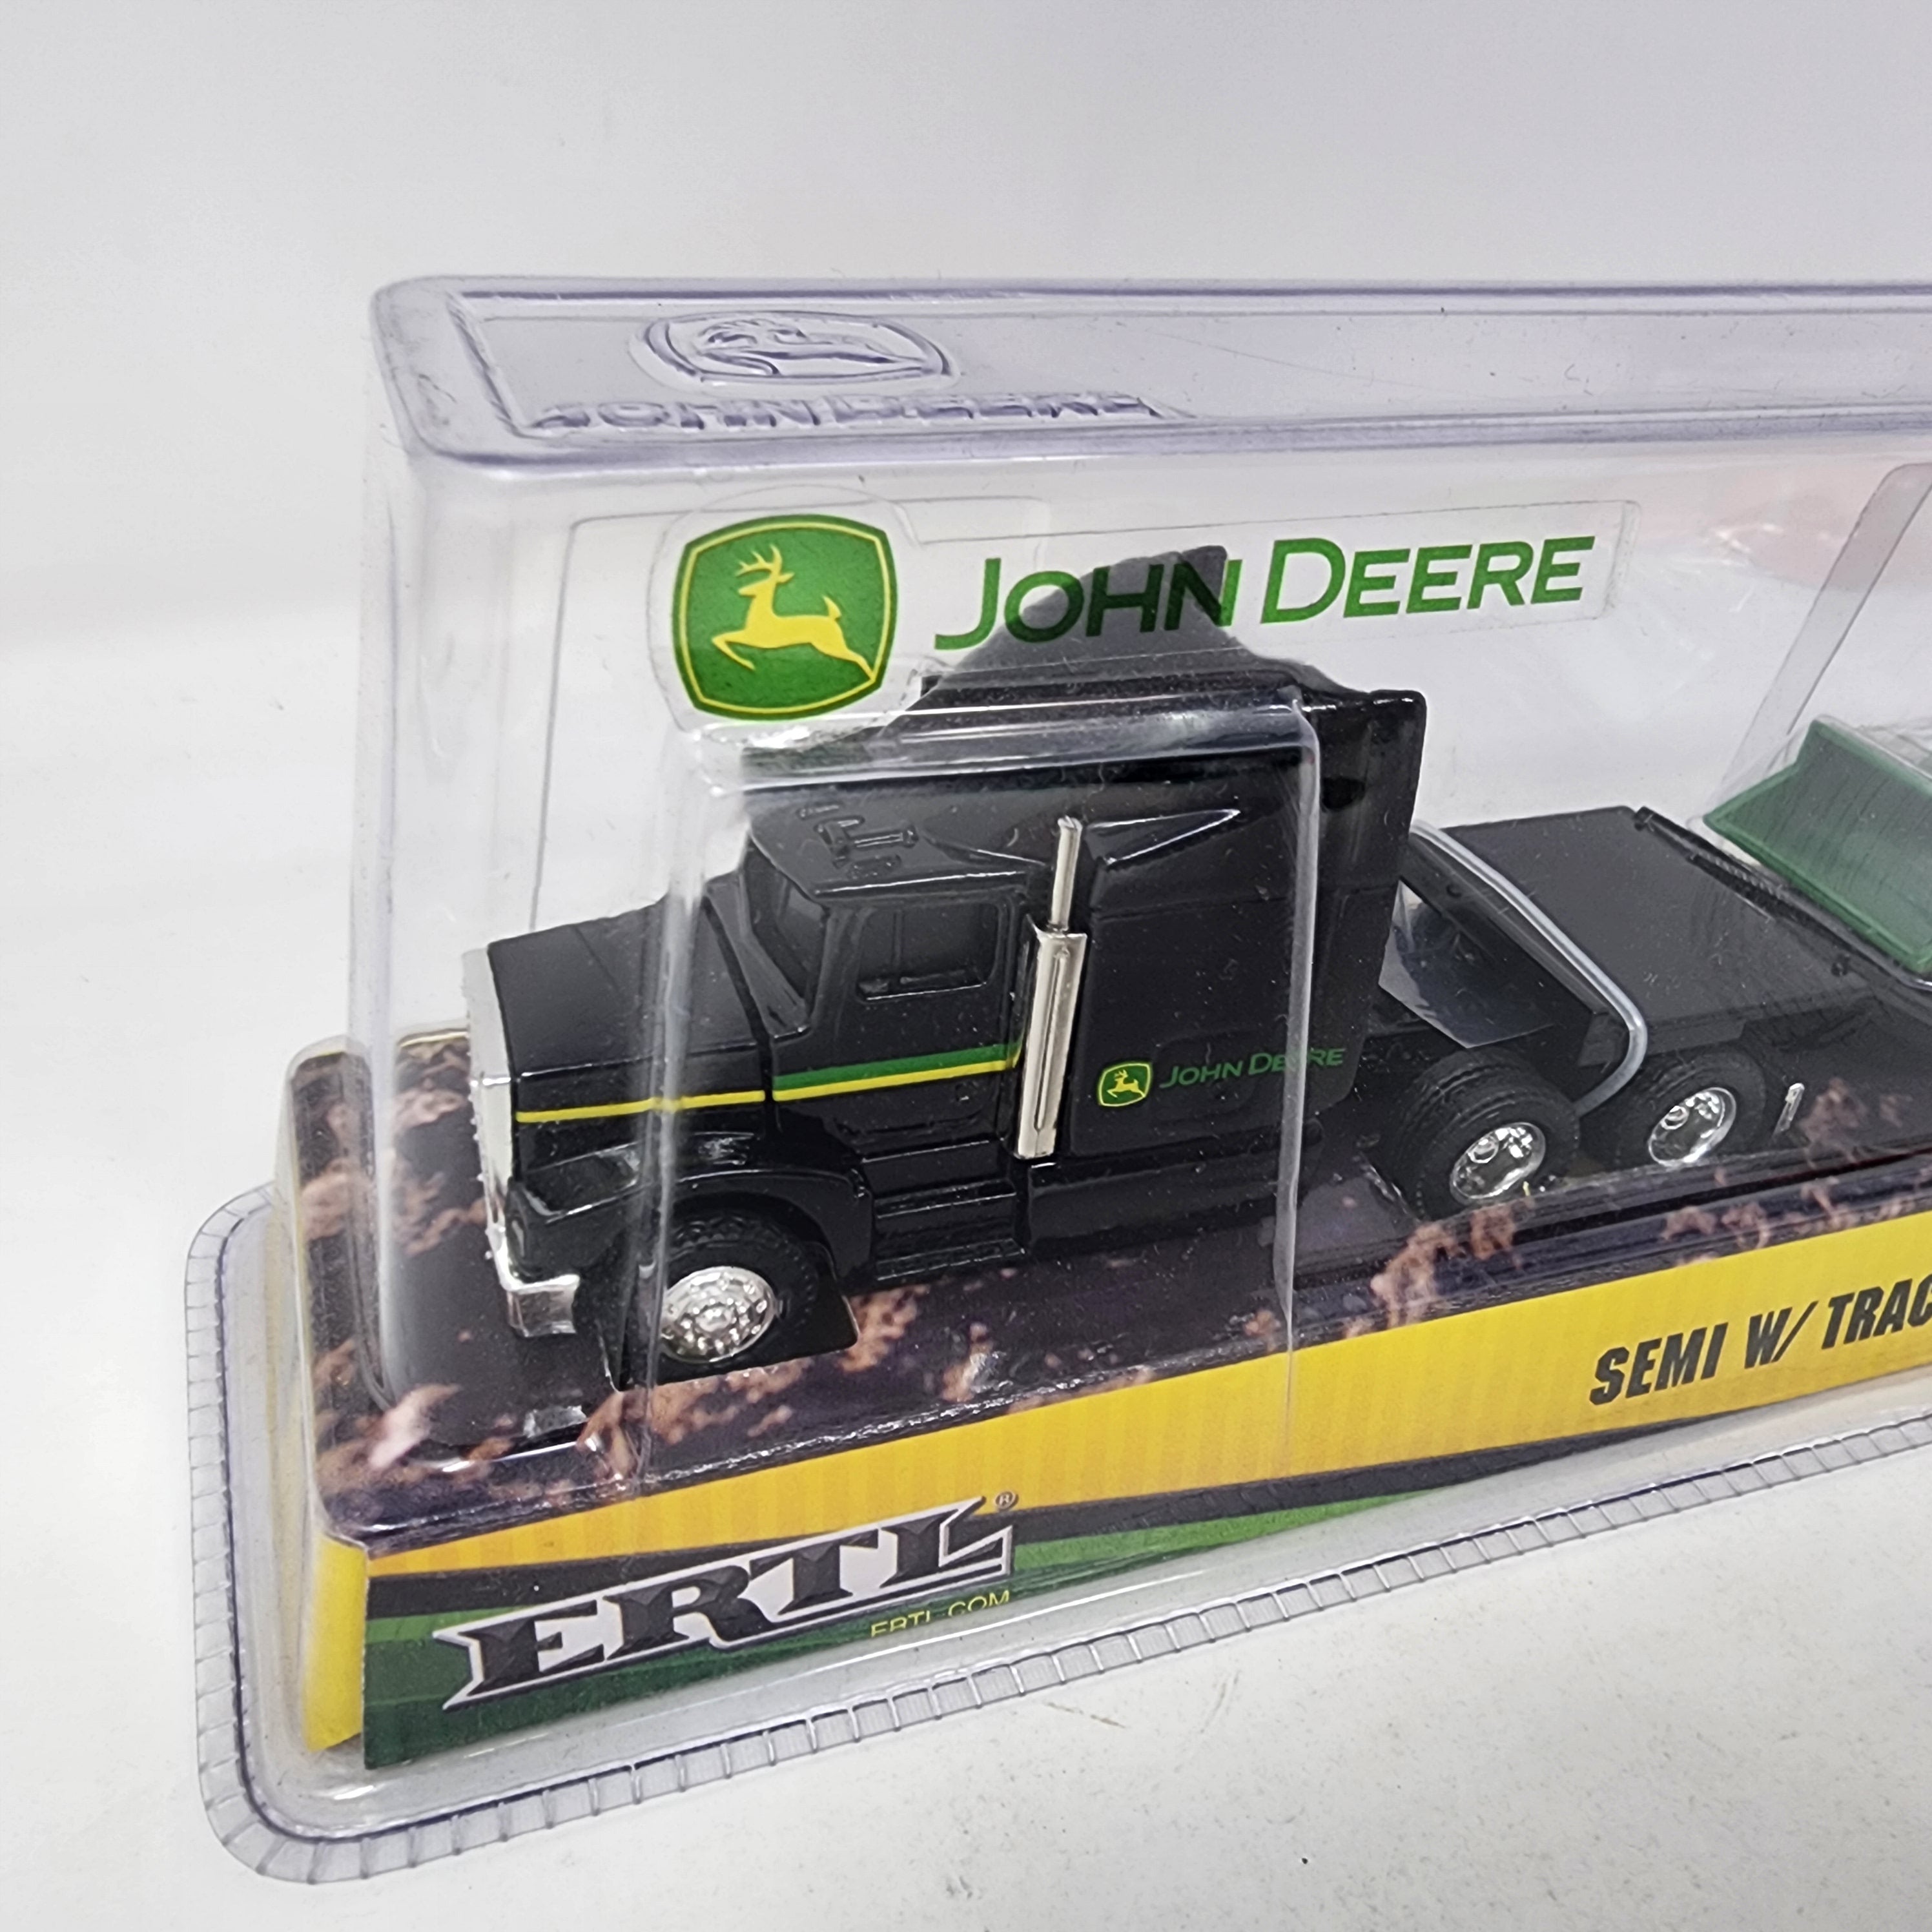 JOHN DEERE
JOHN DEERE
JOHN DEERE
SEMI W/ TRAC
ERTL®
ERTL.COM